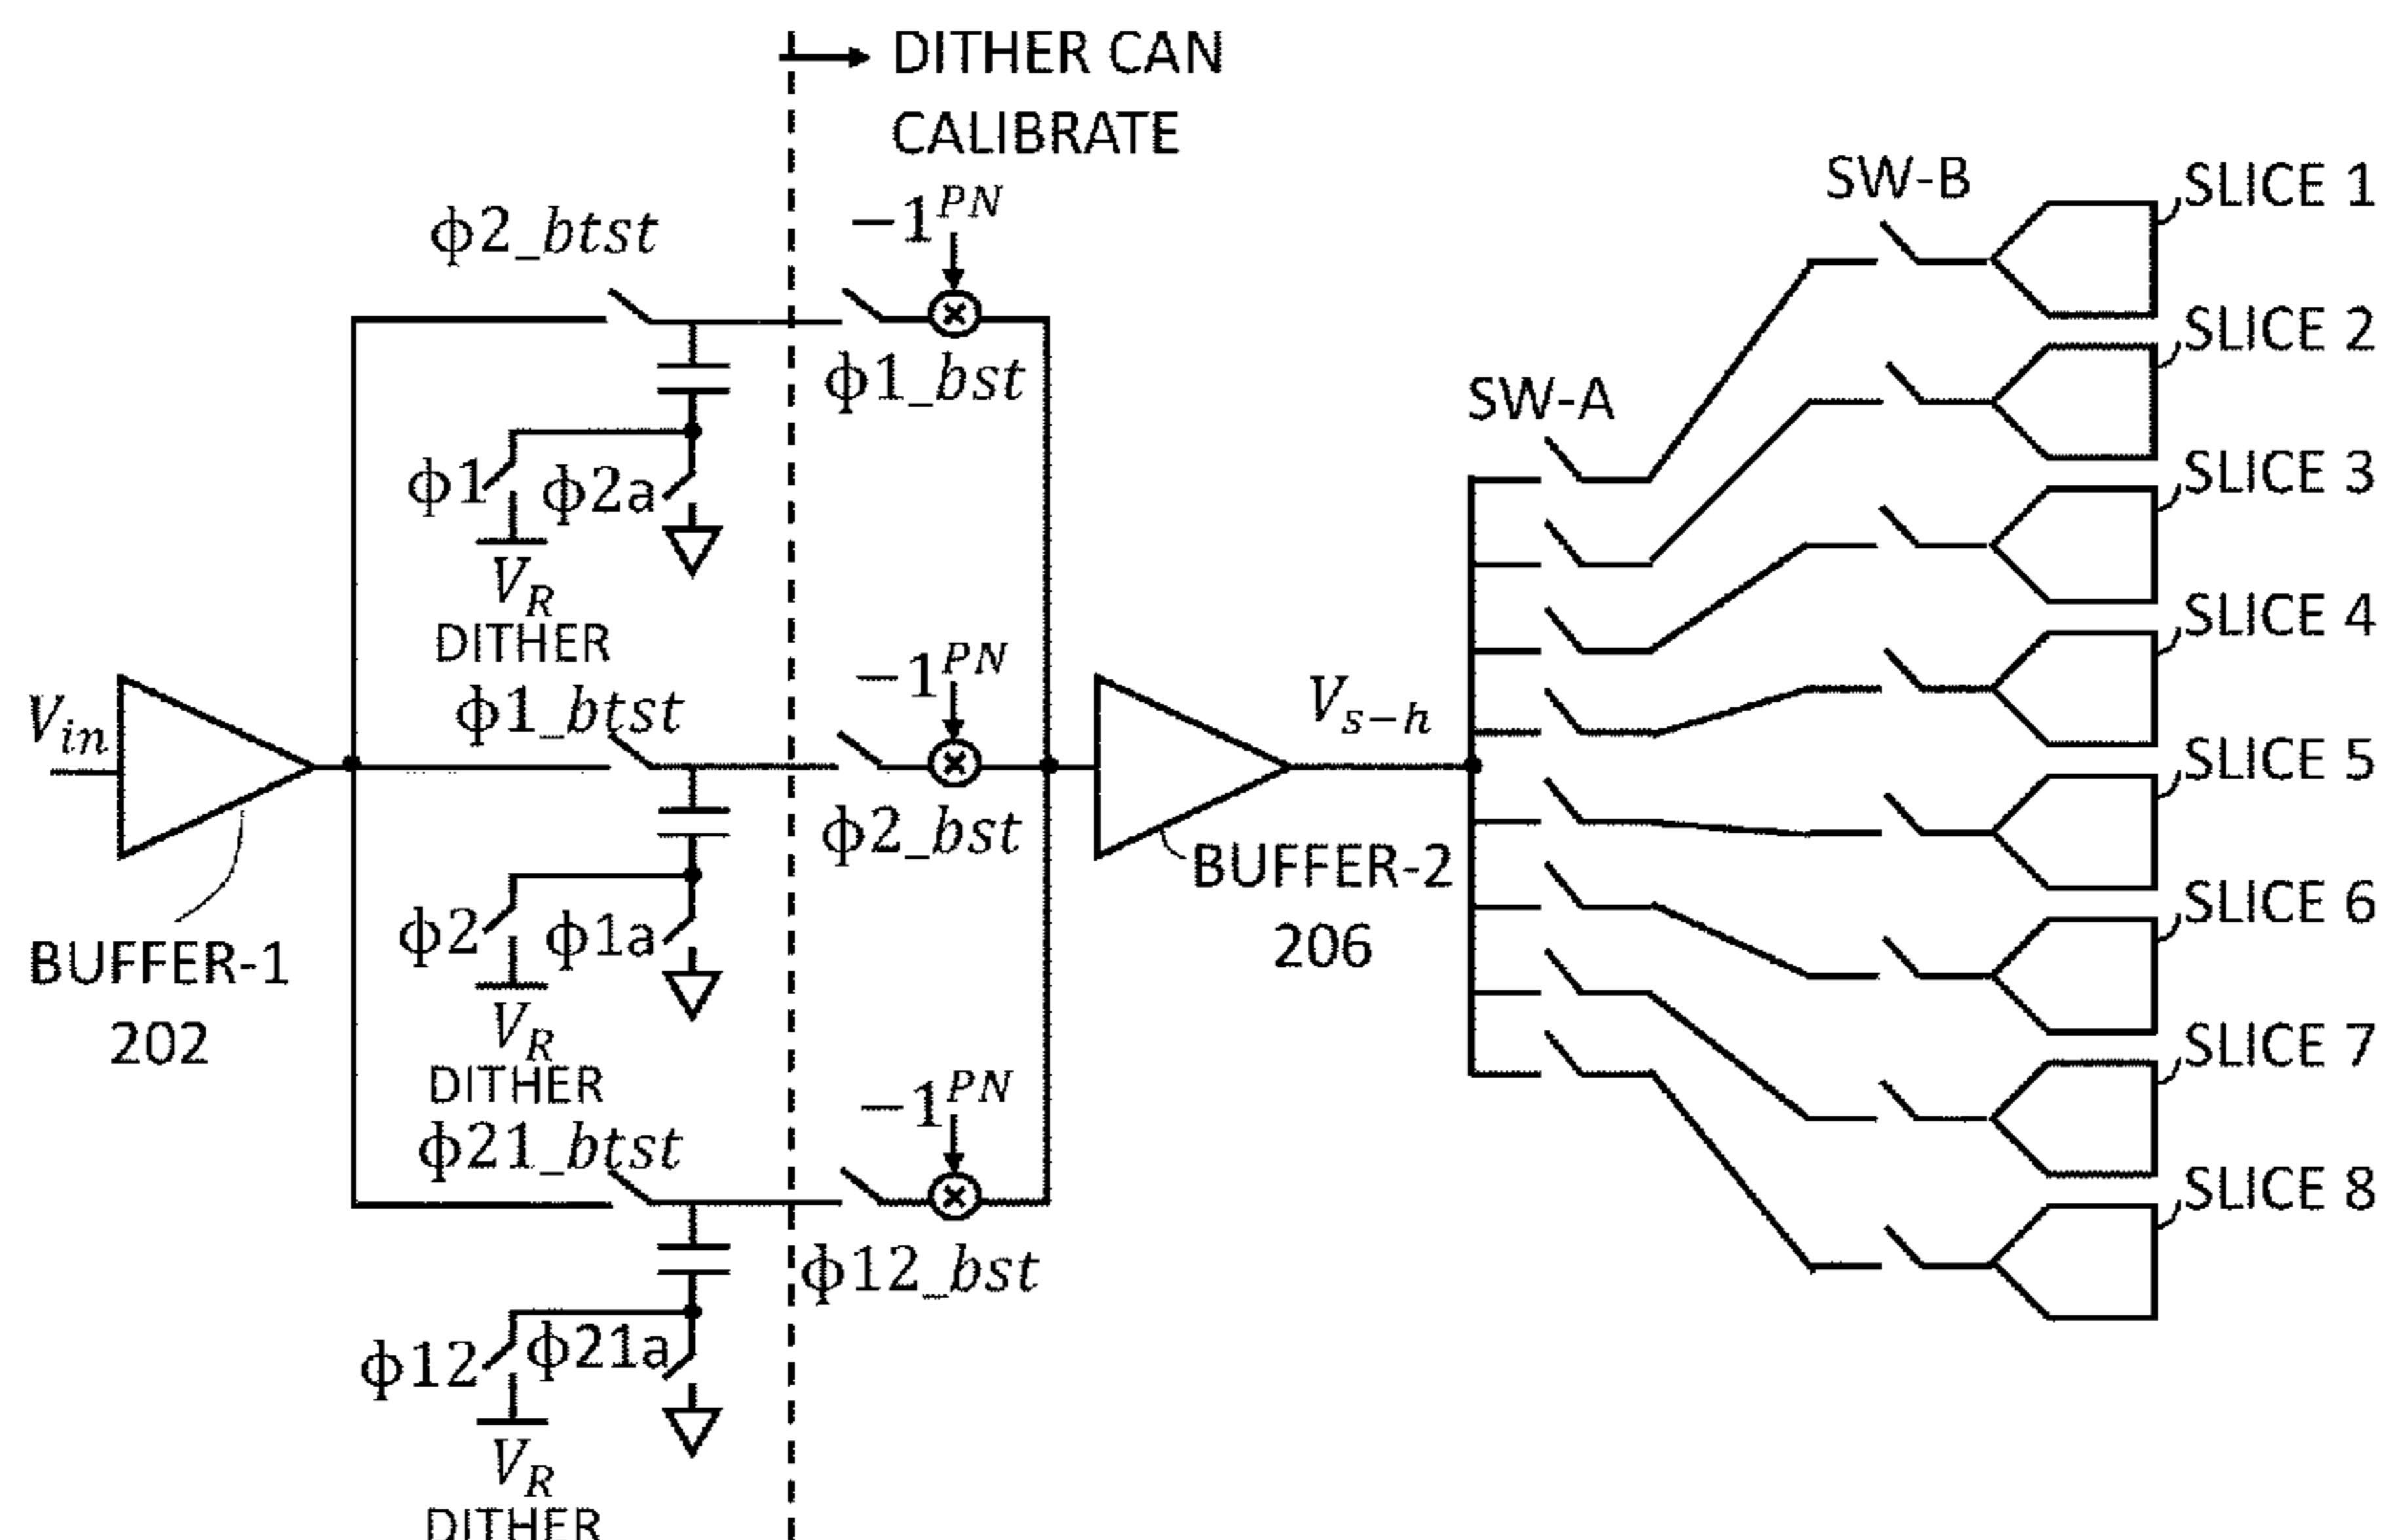 DITHER CAN
CALIBRATE
SW-B
SLICE 1
ϕ2_btst
−1^PN
SLICE 2
ϕ1_bst
SW-A
ϕ1
ϕ2a
SLICE 3
V_R
DITHER
SLICE 4
ϕ1_btst
−1^PN
V_in
V_s−h
SLICE 5
ϕ2_bst
BUFFER-2
206
SLICE 6
ϕ2
ϕ1a
BUFFER-1
202
V_R
DITHER
SLICE 7
ϕ21_btst
−1^PN
SLICE 8
ϕ12_bst
ϕ12
ϕ21a
V_R
DITHER